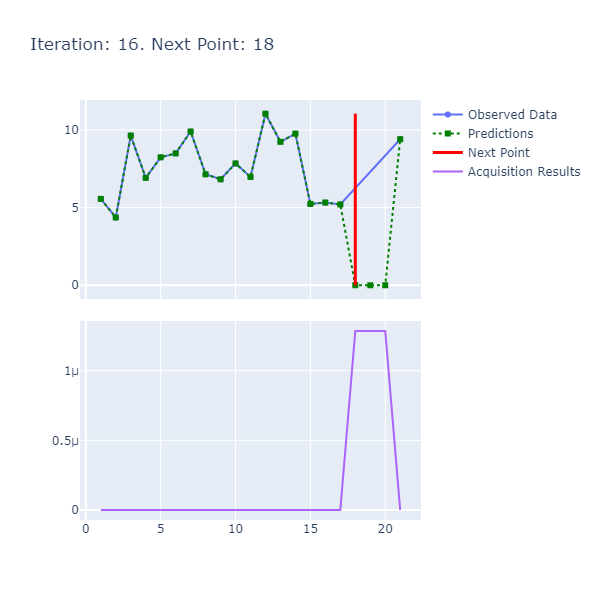 Iteration: 16. Next Point: 18
Observed Data
Predictions
Next Point
Acquisition Results
10
5
0
1μ
0.5μ
0
0 5 10 15 20